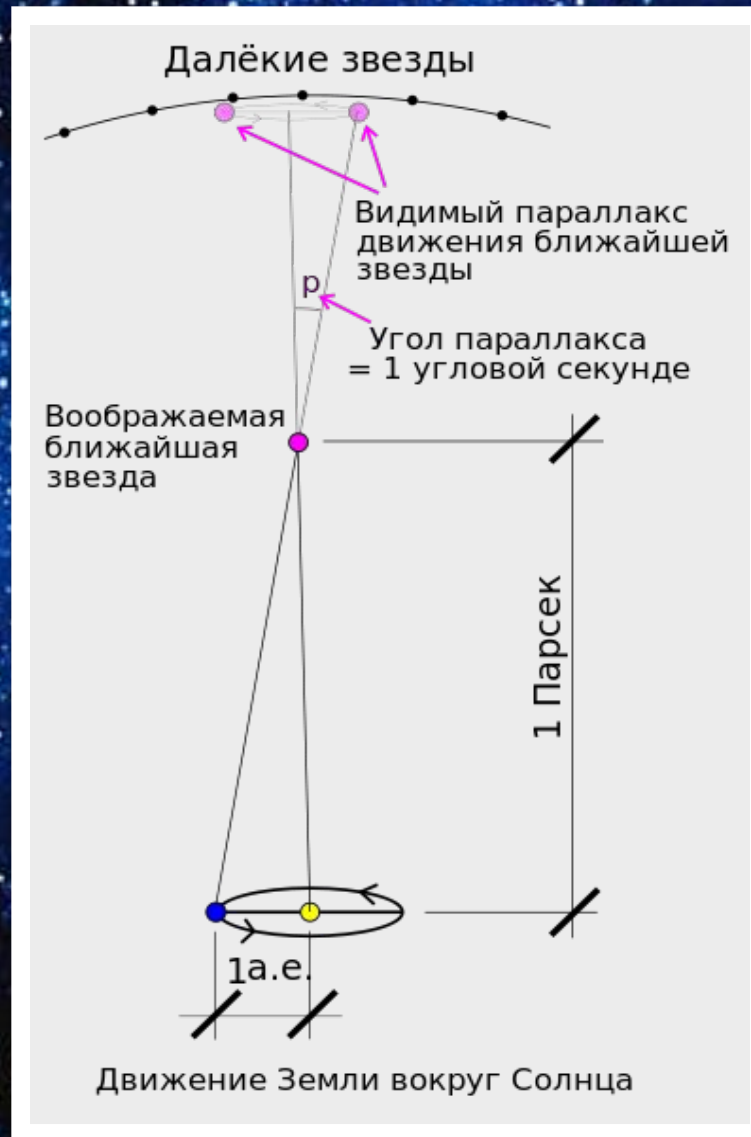 Далёкие звезды
Видимый параллакс
движения ближайшей
звезды
p
Угол параллакса
= 1 угловой секунде
Воображаемая
ближайшая
звезда
1 Парсек
1а.е.
Движение Земли вокруг Солнца